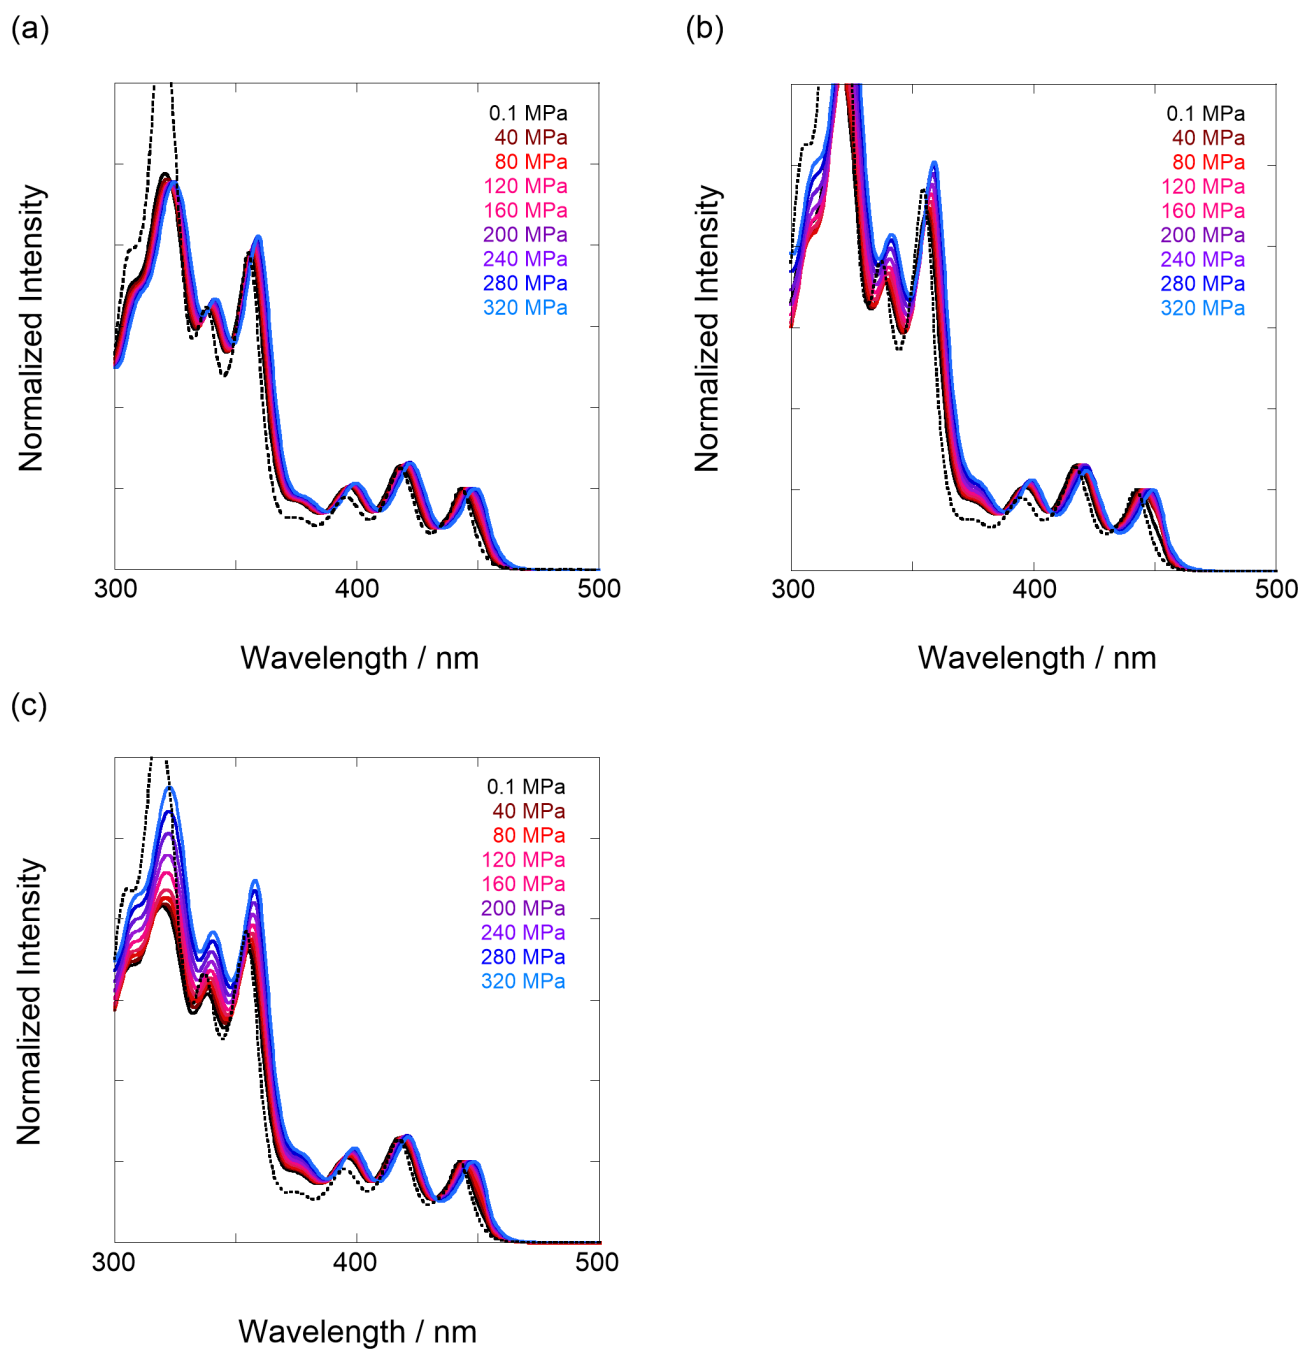 (a)
0.1 MPa
40 MPa
80 MPa
120 MPa
160 MPa
200 MPa
240 MPa
280 MPa
320 MPa
Normalized Intensity
300
400
500
Wavelength / nm
(b)
0.1 MPa
40 MPa
80 MPa
120 MPa
160 MPa
200 MPa
240 MPa
280 MPa
320 MPa
Normalized Intensity
300
400
500
Wavelength / nm
(c)
0.1 MPa
40 MPa
80 MPa
120 MPa
160 MPa
200 MPa
240 MPa
280 MPa
320 MPa
Normalized Intensity
300
400
500
Wavelength / nm